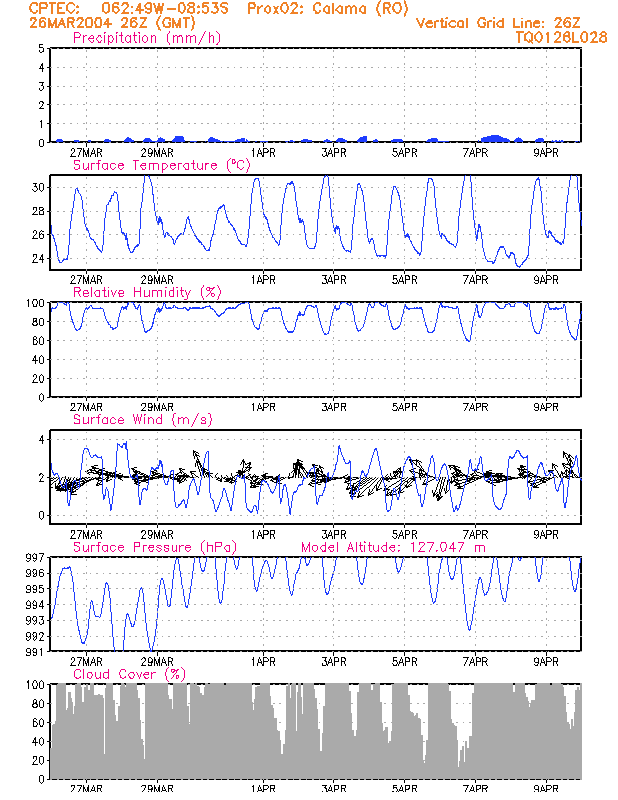 CPTEC: 062:49W-08:53S Prox02: Calama (RO)
26MAR2004 26Z (GMT) Vertical Grid Line: 26Z
Precipitation (mm/h) TQ0126L028
5
4
3
2
1
0
27MAR 29MAR 1APR 3APR 5APR 7APR 9APR
Surface Temperature (°C)
30
28
26
24
27MAR 29MAR 1APR 3APR 5APR 7APR 9APR
Relative Humidity (%)
100
80
60
40
20
0
27MAR 29MAR 1APR 3APR 5APR 7APR 9APR
Surface Wind (m/s)
4
2
0
27MAR 29MAR 1APR 3APR 5APR 7APR 9APR
Surface Pressure (hPa) Model Altitude: 127.047 m
997
996
995
994
993
992
991
27MAR 29MAR 1APR 3APR 5APR 7APR 9APR
Cloud Cover (%)
100
80
60
40
20
0
27MAR 29MAR 1APR 3APR 5APR 7APR 9APR